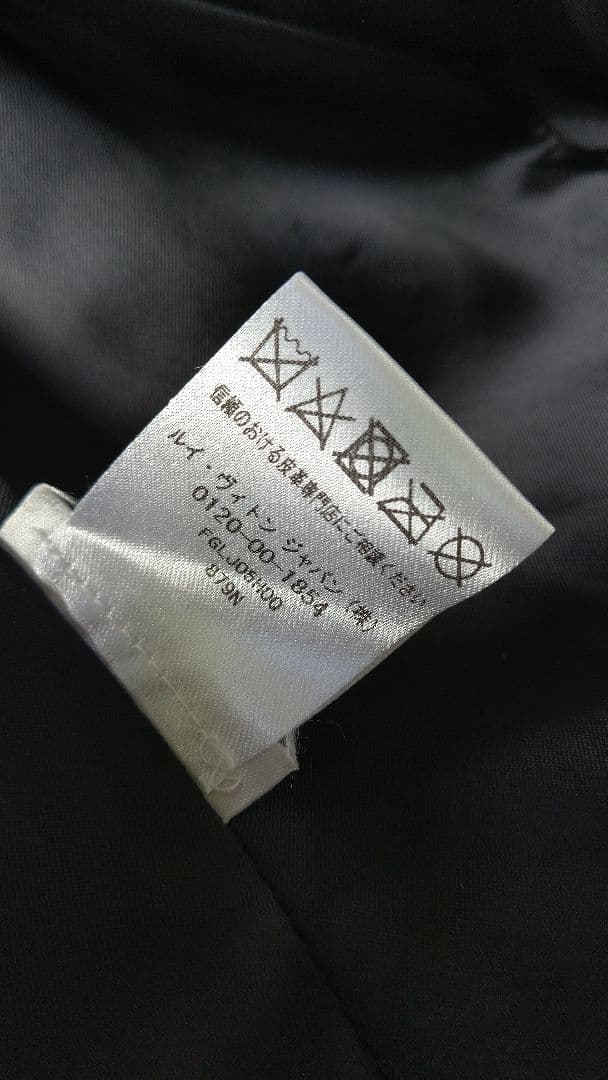 信頼のおける皮革専門店にご相談ください
ルイ・ヴィトン ジャパン (株)
0120-00-1854
FGLJ05H00
879N